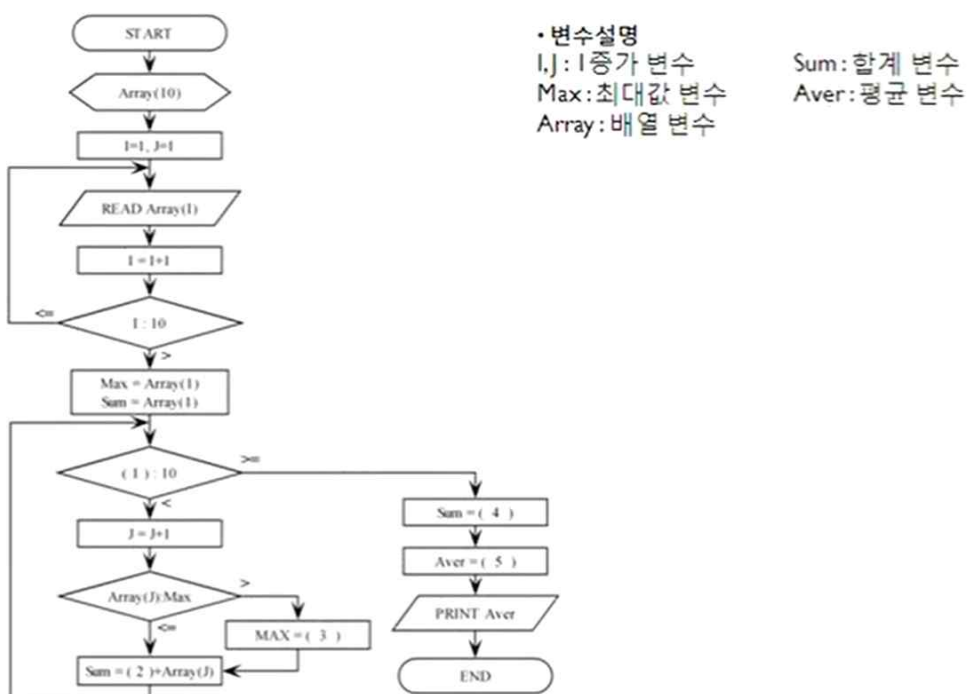 START
Array(10)
I=1, J=1
READ Array(I)
I = I+1
<=
I : 10
>
Max = Array(1)
Sum = Array(1)
( 1 ) : 10
>=
<
J = J+1
Array(J):Max
>
<=
MAX = ( 3 )
Sum = ( 2 )+Array(J)
Sum = ( 4 )
Aver = ( 5 )
PRINT Aver
END
• 변수설명
I,J : 1 증가 변수 Sum : 합계 변수
Max : 최대값 변수 Aver : 평균 변수
Array : 배열 변수